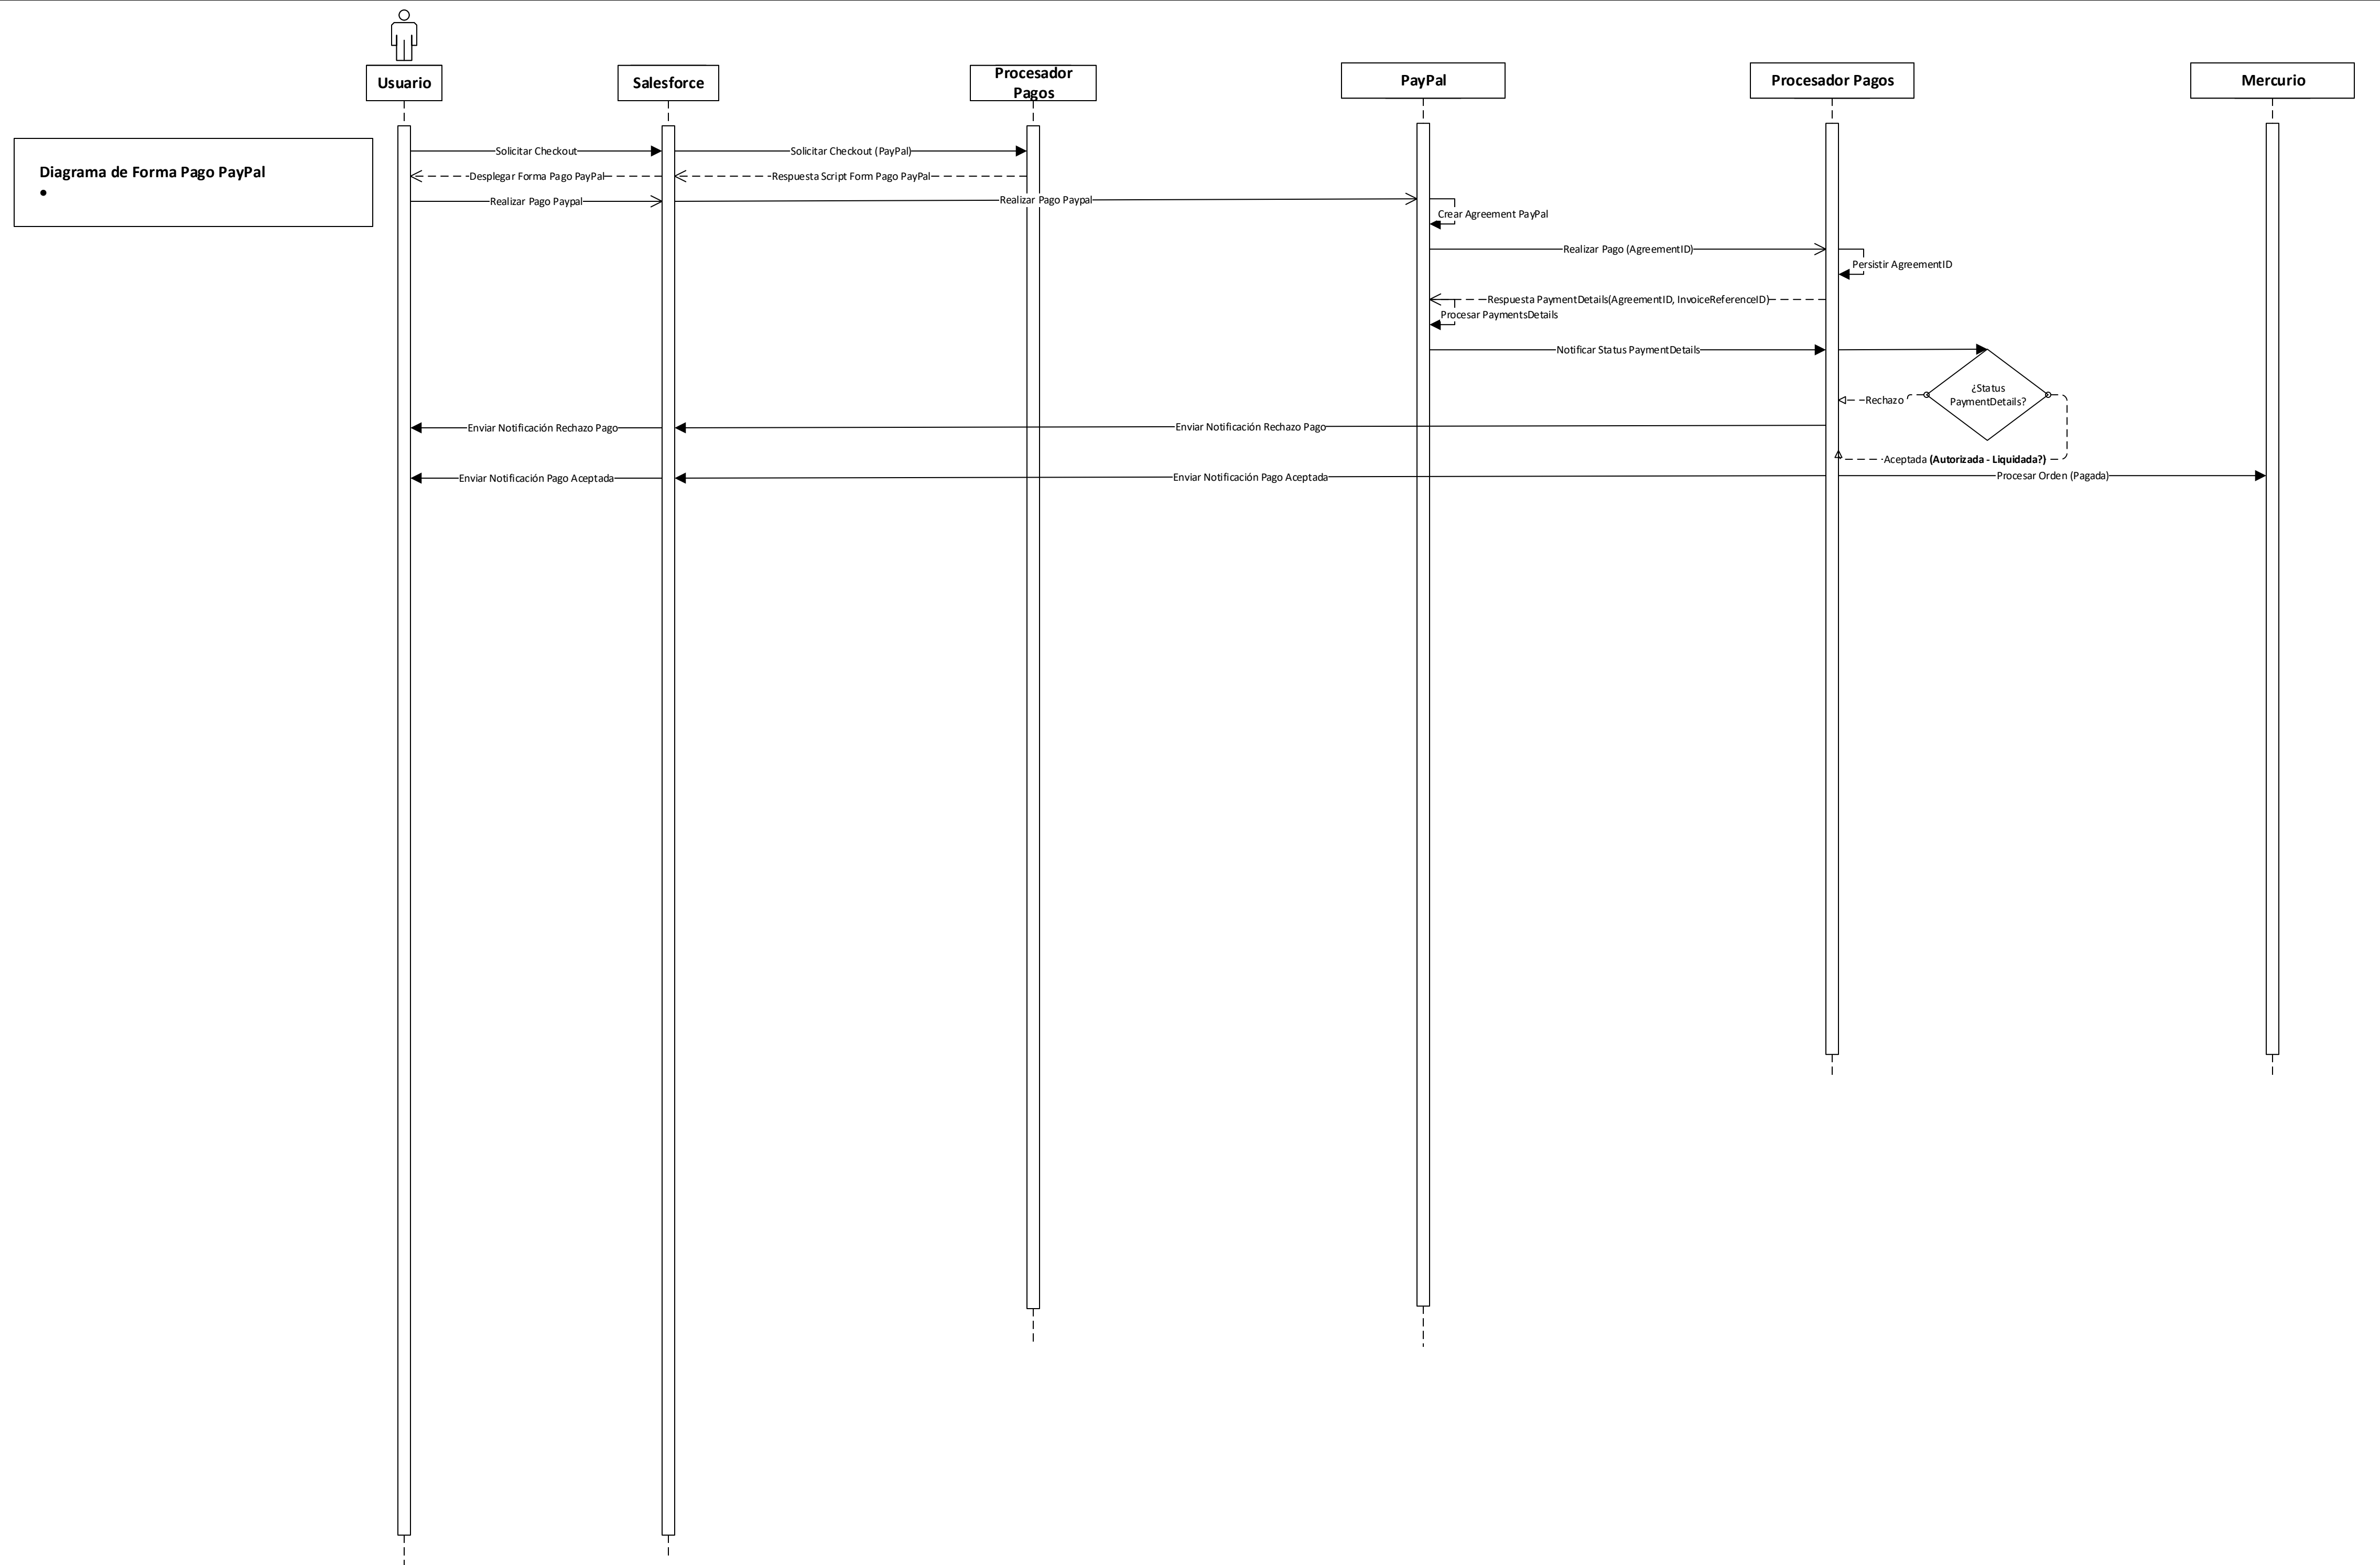 Usuario
Salesforce
Procesador
Pagos
PayPal
Procesador Pagos
Mercurio
Diagrama de Forma Pago PayPal
•
Solicitar Checkout
Solicitar Checkout (PayPal)
Desplegar Forma Pago PayPal
Respuesta Script Form Pago PayPal
Realizar Pago Paypal
Realizar Pago Paypal
Crear Agreement PayPal
Realizar Pago (AgreementID)
Persistir AgreementID
Respuesta PaymentDetails(AgreementID, InvoiceReferenceID)
Procesar PaymentsDetails
Notificar Status PaymentDetails
¿Status
PaymentDetails?
Rechazo
Enviar Notificación Rechazo Pago
Enviar Notificación Rechazo Pago
Aceptada (Autorizada - Liquidada?)
Enviar Notificación Pago Aceptada
Enviar Notificación Pago Aceptada
Procesar Orden (Pagada)